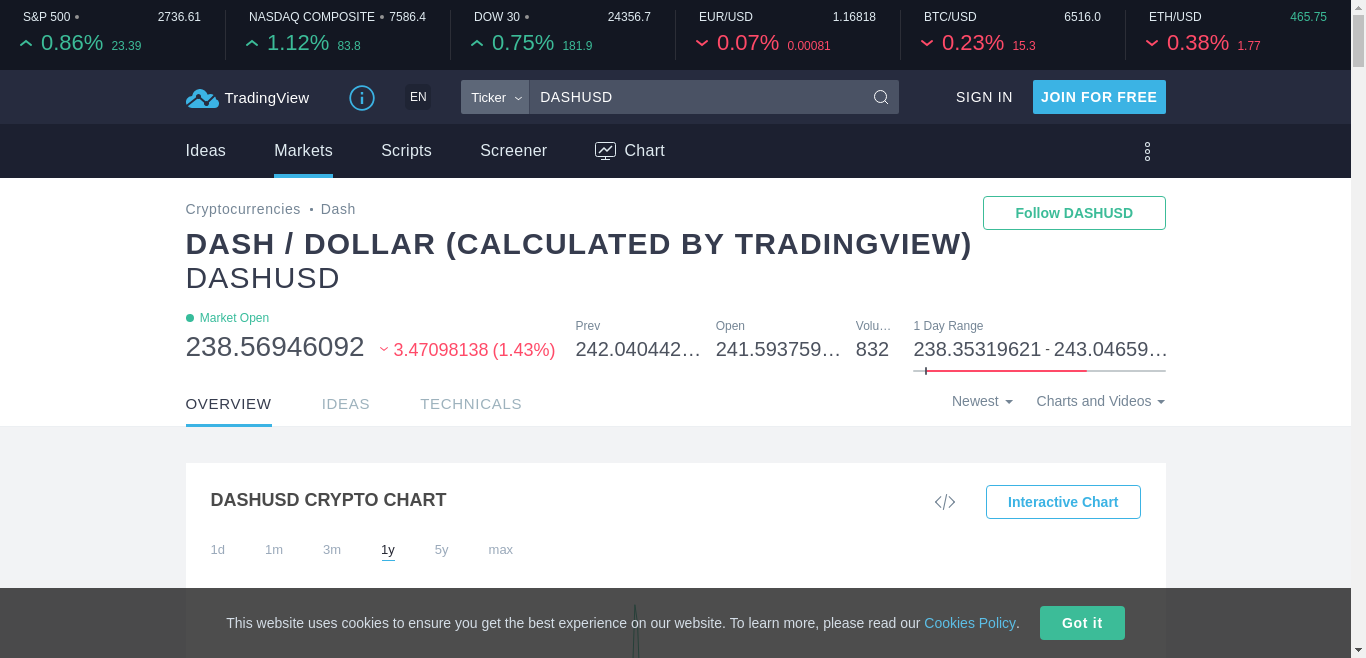 S&P 500 2736.61 NASDAQ COMPOSITE 7586.4 DOW 30 24356.7 EUR/USD 1.16818 BTC/USD 6516.0 ETH/USD 465.75
0.86% 23.39 1.12% 83.8 0.75% 181.9 0.07% 0.00081 0.23% 15.3 0.38% 1.77
TradingView EN Ticker DASHUSD SIGN IN JOIN FOR FREE
Ideas Markets Scripts Screener Chart
Cryptocurrencies • Dash
Follow DASHUSD
DASH / DOLLAR (CALCULATED BY TRADINGVIEW)
DASHUSD
Market Open
Prev Open Volu... 1 Day Range
238.56946092 3.47098138 (1.43%) 242.040442... 241.593759... 832 238.35319621 - 243.04659...
OVERVIEW IDEAS TECHNICALS Newest Charts and Videos
DASHUSD CRYPTO CHART </> Interactive Chart
1d 1m 3m 1y 5y max
This website uses cookies to ensure you get the best experience on our website. To learn more, please read our Cookies Policy. Got it